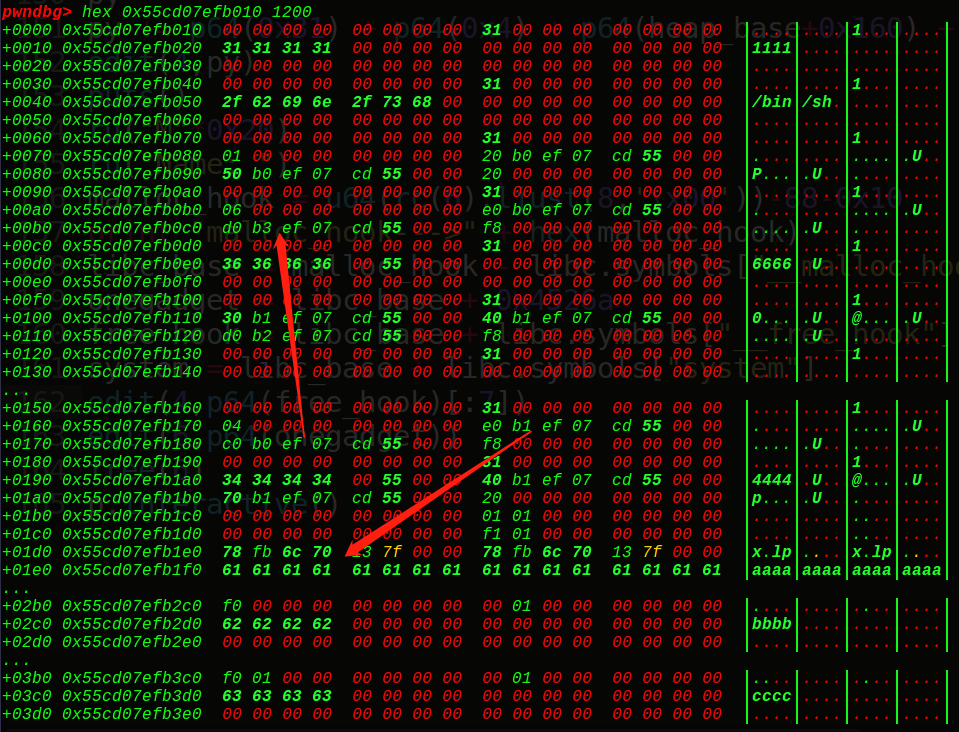 pwndbg> hex 0x55cd07efb010 1200
+0000 0x55cd07efb010 00 00 00 00 00 00 00 00 31 00 00 00 00 00 00 00 |....|....|1...|....|
+0010 0x55cd07efb020 31 31 31 31 00 00 00 00 00 00 00 00 00 00 00 00 |1111|....|....|....|
+0020 0x55cd07efb030 00 00 00 00 00 00 00 00 00 00 00 00 00 00 00 00 |....|....|....|....|
+0030 0x55cd07efb040 00 00 00 00 00 00 00 00 31 00 00 00 00 00 00 00 |....|....|1...|....|
+0040 0x55cd07efb050 2f 62 69 6e 2f 73 68 00 00 00 00 00 00 00 00 00 |/bin|/sh.|....|....|
+0050 0x55cd07efb060 00 00 00 00 00 00 00 00 00 00 00 00 00 00 00 00 |....|....|....|....|
+0060 0x55cd07efb070 00 00 00 00 00 00 00 00 31 00 00 00 00 00 00 00 |....|....|1...|....|
+0070 0x55cd07efb080 01 00 00 00 00 00 00 00 20 b0 ef 07 cd 55 00 00 |....|....|....|.U..|
+0080 0x55cd07efb090 50 b0 ef 07 cd 55 00 00 20 00 00 00 00 00 00 00 |P...|.U..|....|....|
+0090 0x55cd07efb0a0 00 00 00 00 00 00 00 00 31 00 00 00 00 00 00 00 |....|....|1...|....|
+00a0 0x55cd07efb0b0 06 00 00 00 00 00 00 00 e0 b0 ef 07 cd 55 00 00 |....|....|....|.U..|
+00b0 0x55cd07efb0c0 d0 b3 ef 07 cd 55 00 00 f8 00 00 00 00 00 00 00 |....|.U..|....|....|
+00c0 0x55cd07efb0d0 00 00 00 00 00 00 00 00 31 00 00 00 00 00 00 00 |....|....|1...|....|
+00d0 0x55cd07efb0e0 36 36 36 36 00 55 00 00 00 00 00 00 00 00 00 00 |6666|.U..|....|....|
+00e0 0x55cd07efb0f0 00 00 00 00 00 00 00 00 00 00 00 00 00 00 00 00 |....|....|....|....|
+00f0 0x55cd07efb100 00 00 00 00 00 00 00 00 31 00 00 00 00 00 00 00 |....|....|1...|....|
+0100 0x55cd07efb110 30 b1 ef 07 cd 55 00 00 40 b1 ef 07 cd 55 00 00 |0...|.U..|@...|.U..|
+0110 0x55cd07efb120 d0 b2 ef 07 cd 55 00 00 f8 00 00 00 00 00 00 00 |....|.U..|....|....|
+0120 0x55cd07efb130 00 00 00 00 00 00 00 00 31 00 00 00 00 00 00 00 |....|....|1...|....|
+0130 0x55cd07efb140 00 00 00 00 00 00 00 00 00 00 00 00 00 00 00 00 |....|....|....|....|
...
+0150 0x55cd07efb160 00 00 00 00 00 00 00 00 31 00 00 00 00 00 00 00 |....|....|1...|....|
+0160 0x55cd07efb170 04 00 00 00 00 00 00 00 e0 b1 ef 07 cd 55 00 00 |....|....|....|.U..|
+0170 0x55cd07efb180 c0 b0 ef 07 cd 55 00 00 f8 00 00 00 00 00 00 00 |....|.U..|....|....|
+0180 0x55cd07efb190 00 00 00 00 00 00 00 00 31 00 00 00 00 00 00 00 |....|....|1...|....|
+0190 0x55cd07efb1a0 34 34 34 34 00 55 00 00 40 b1 ef 07 cd 55 00 00 |4444|.U..|@...|.U..|
+01a0 0x55cd07efb1b0 70 b1 ef 07 cd 55 00 00 20 00 00 00 00 00 00 00 |p...|.U..|....|....|
+01b0 0x55cd07efb1c0 00 00 00 00 00 00 00 00 01 01 00 00 00 00 00 00 |....|....|....|....|
+01c0 0x55cd07efb1d0 00 00 00 00 00 00 00 00 f1 01 00 00 00 00 00 00 |....|....|....|....|
+01d0 0x55cd07efb1e0 78 fb 6c 70 13 7f 00 00 78 fb 6c 70 13 7f 00 00 |x.lp|....|x.lp|....|
+01e0 0x55cd07efb1f0 61 61 61 61 61 61 61 61 61 61 61 61 61 61 61 61 |aaaa|aaaa|aaaa|aaaa|
...
+02b0 0x55cd07efb2c0 f0 00 00 00 00 00 00 00 00 01 00 00 00 00 00 00 |....|....|....|....|
+02c0 0x55cd07efb2d0 62 62 62 62 00 00 00 00 00 00 00 00 00 00 00 00 |bbbb|....|....|....|
+02d0 0x55cd07efb2e0 00 00 00 00 00 00 00 00 00 00 00 00 00 00 00 00 |....|....|....|....|
...
+03b0 0x55cd07efb3c0 f0 01 00 00 00 00 00 00 00 01 00 00 00 00 00 00 |....|....|....|....|
+03c0 0x55cd07efb3d0 63 63 63 63 00 00 00 00 00 00 00 00 00 00 00 00 |cccc|....|....|....|
+03d0 0x55cd07efb3e0 00 00 00 00 00 00 00 00 00 00 00 00 00 00 00 00 |....|....|....|....|